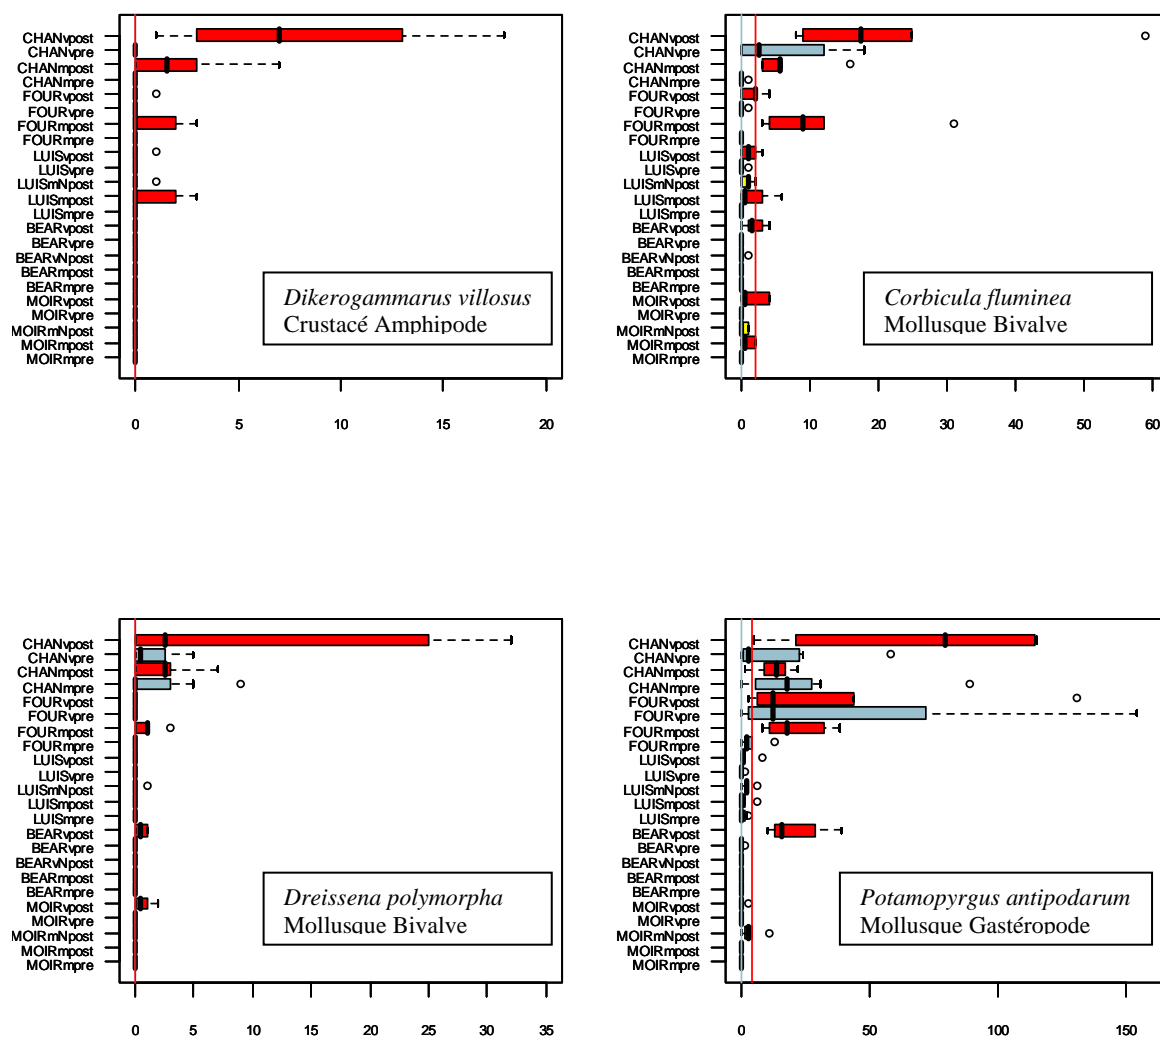 CHANvpost
CHANvpre
CHANmpost
CHANmpre
FOURvpost
FOURvpre
FOURmpost
FOURmpre
LUISvpost
LUISvpre
LUISmNpost
LUISmpost
LUISmpre
BEARvpost
BEARvpre
BEARvNpost
BEARmpost
BEARmpre
MOIRvpost
MOIRvpre
MOIRmNpost
MOIRmpost
MOIRmpre
Dikerogammarus villosus
Crustacé Amphipode
0 5 10 15 20
CHANvpost
CHANvpre
CHANmpost
CHANmpre
FOURvpost
FOURvpre
FOURmpost
FOURmpre
LUISvpost
LUISvpre
LUISmNpost
LUISmpost
LUISmpre
BEARvpost
BEARvpre
BEARvNpost
BEARmpost
BEARmpre
MOIRvpost
MOIRvpre
MOIRmNpost
MOIRmpost
MOIRmpre
Corbicula fluminea
Mollusque Bivalve
0 10 20 30 40 50 60
CHANvpost
CHANvpre
CHANmpost
CHANmpre
FOURvpost
FOURvpre
FOURmpost
FOURmpre
LUISvpost
LUISvpre
LUISmNpost
LUISmpost
LUISmpre
BEARvpost
BEARvpre
BEARvNpost
BEARmpost
BEARmpre
MOIRvpost
MOIRvpre
MOIRmNpost
MOIRmpost
MOIRmpre
Dreissena polymorpha
Mollusque Bivalve
0 5 10 15 20 25 30 35
CHANvpost
CHANvpre
CHANmpost
CHANmpre
FOURvpost
FOURvpre
FOURmpost
FOURmpre
LUISvpost
LUISvpre
LUISmNpost
LUISmpost
LUISmpre
BEARvpost
BEARvpre
BEARvNpost
BEARmpost
BEARmpre
MOIRvpost
MOIRvpre
MOIRmNpost
MOIRmpost
MOIRmpre
Potamopyrgus antipodarum
Mollusque Gastéropode
0 50 100 150